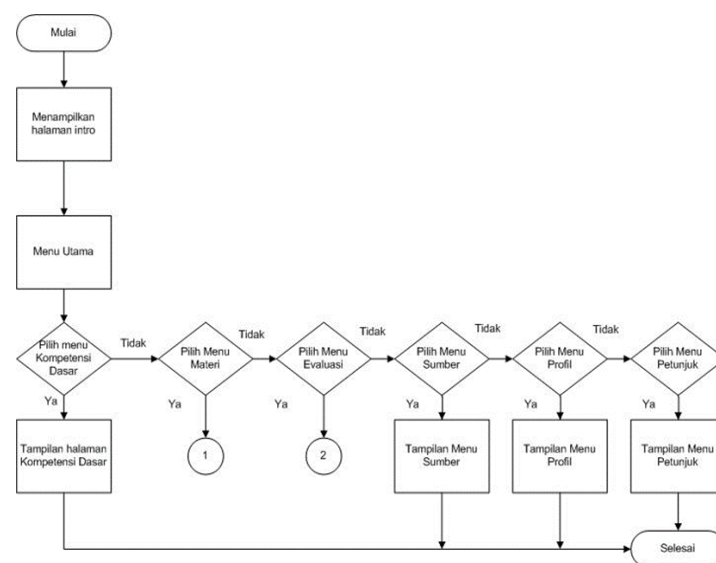 Mulai
Menampilkan
halaman intro
Menu Utama
Pilih menu
Kompetensi
Dasar
Tidak
Pilih Menu
Materi
Tidak
Pilih Menu
Evaluasi
Tidak
Pilih Menu
Sumber
Tidak
Pilih Menu
Profil
Tidak
Pilih Menu
Petunjuk
Ya
Ya
Ya
Ya
Ya
Ya
Tampilan halaman
Kompetensi Dasar
1
2
Tampilan Menu
Sumber
Tampilan Menu
Profil
Tampilan Menu
Petunjuk
Selesai